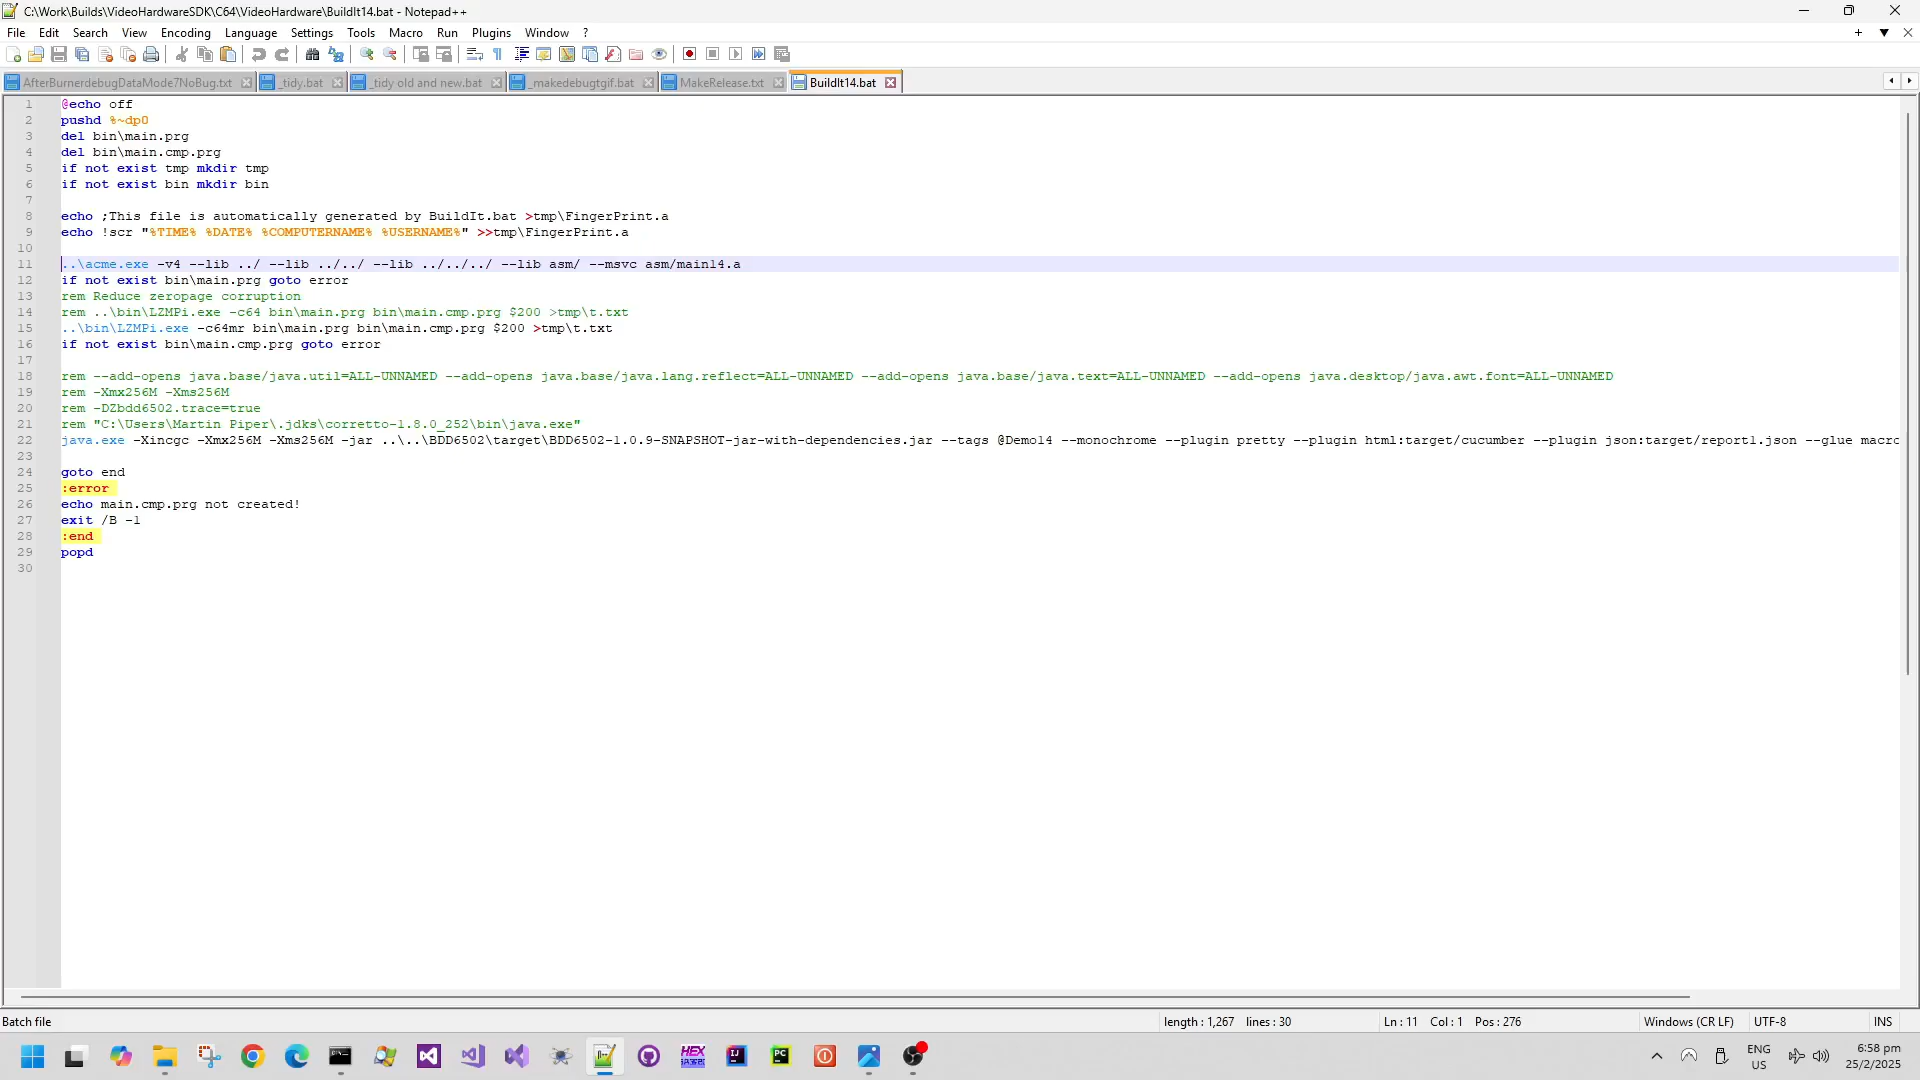 C:\Work\Builds\VideoHardwareSDK\C64\VideoHardware\BuildIt14.bat - Notepad++
File Edit Search View Encoding Language Settings Tools Macro Run Plugins Window ?
AfterBurnerdebugDataMode7NoBug.txt _tidy.bat _tidy old and new.bat _makedebugtgif.bat MakeRelease.txt BuildIt14.bat
1 @echo off
2 pushd %~dp0
3 del bin\main.prg
4 del bin\main.cmp.prg
5 if not exist tmp mkdir tmp
6 if not exist bin mkdir bin
7
8 echo ;This file is automatically generated by BuildIt.bat >tmp\FingerPrint.a
9 echo !scr "%TIME% %DATE% %COMPUTERNAME% %USERNAME%" >>tmp\FingerPrint.a
10
11 ..\acme.exe -v4 --lib ../ --lib ../../ --lib ../../../ --lib asm/ --msvc asm/main14.a
12 if not exist bin\main.prg goto error
13 rem Reduce zeropage corruption
14 rem ..\bin\LZMPi.exe -c64 bin\main.prg bin\main.cmp.prg $200 >tmp\t.txt
15 ..\bin\LZMPi.exe -c64mr bin\main.prg bin\main.cmp.prg $200 >tmp\t.txt
16 if not exist bin\main.cmp.prg goto error
17
18 rem --add-opens java.base/java.util=ALL-UNNAMED --add-opens java.base/java.lang.reflect=ALL-UNNAMED --add-opens java.base/java.text=ALL-UNNAMED --add-opens java.desktop/java.awt.font=ALL-UNNAMED
19 rem -Xmx256M -Xms256M
20 rem -DZbdd6502.trace=true
21 rem "C:\Users\Martin Piper\.jdks\corretto-1.8.0_252\bin\java.exe"
22 java.exe -Xincgc -Xmx256M -Xms256M -jar ..\..\BDD6502\target\BDD6502-1.0.9-SNAPSHOT-jar-with-dependencies.jar --tags @Demo14 --monochrome --plugin pretty --plugin html:target/cucumber --plugin json:target/report1.json --glue macro
23
24 goto end
25 :error
26 echo main.cmp.prg not created!
27 exit /B -1
28 :end
29 popd
30
Batch file length : 1,267 lines : 30 Ln : 11 Col : 1 Pos : 276 Windows (CR LF) UTF-8 INS
ENG
US
6:58 pm
25/2/2025